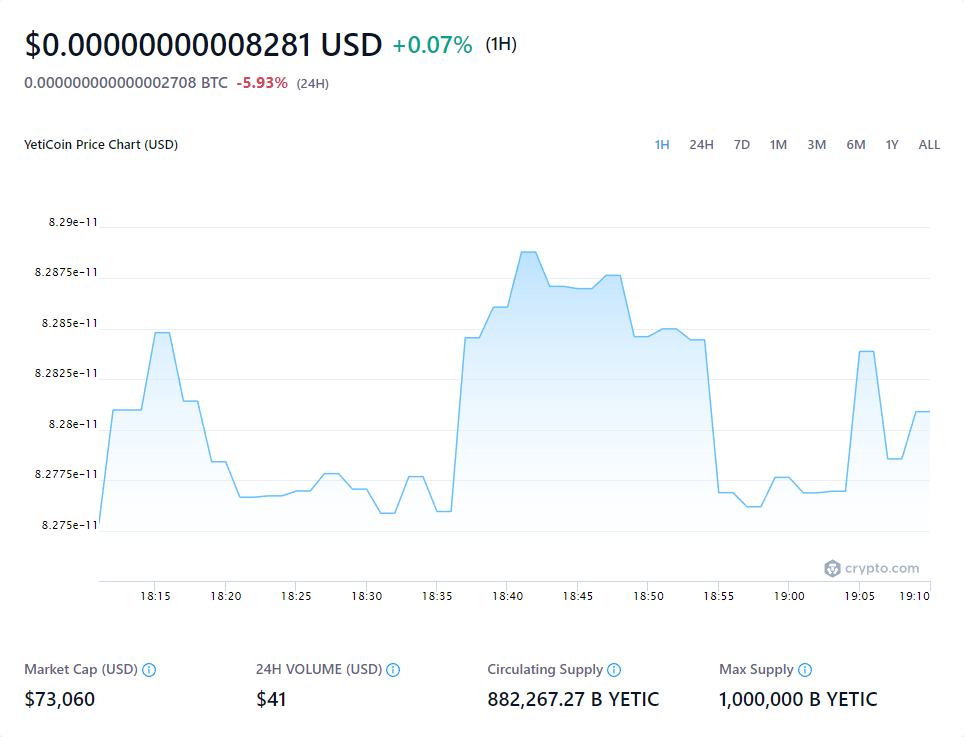 $0.00000000008281 USD +0.07% (1H)
0.000000000000002708 BTC -5.93% (24H)
YetiCoin Price Chart (USD)
1H 24H 7D 1M 3M 6M 1Y ALL
8.29e-11
8.2875e-11
8.285e-11
8.2825e-11
8.28e-11
8.2775e-11
8.275e-11
crypto.com
18:15 18:20 18:25 18:30 18:35 18:40 18:45 18:50 18:55 19:00 19:05 19:10
Market Cap (USD) 24H VOLUME (USD) Circulating Supply Max Supply
$73,060 $41 882,267.27 B YETIC 1,000,000 B YETIC